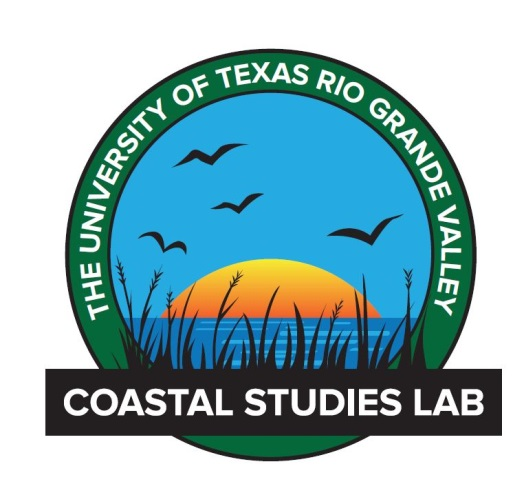 THE UNIVERSITY OF TEXAS RIO GRANDE VALLEY
COASTAL STUDIES LAB